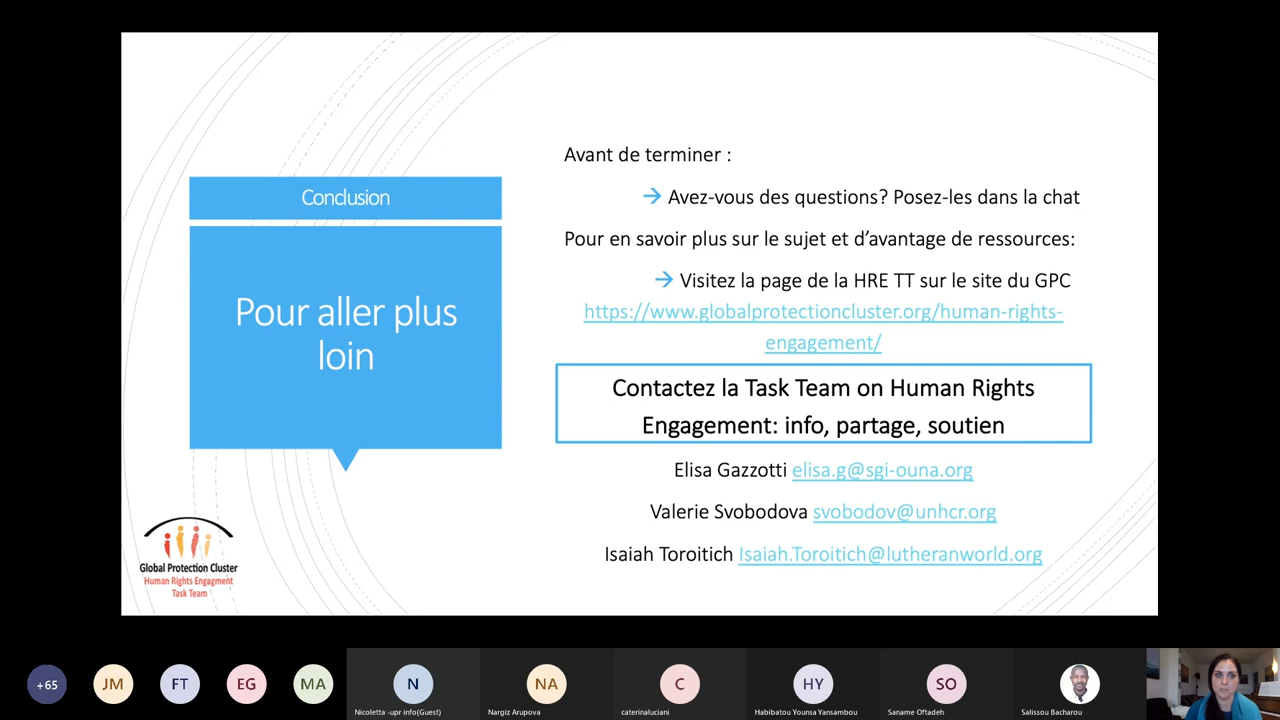 Conclusion
Pour aller plus
loin
Avant de terminer :
→ Avez-vous des questions? Posez-les dans la chat
Pour en savoir plus sur le sujet et d’avantage de ressources:
→ Visitez la page de la HRE TT sur le site du GPC
https://www.globalprotectioncluster.org/human-rights-
engagement/
Contactez la Task Team on Human Rights
Engagement: info, partage, soutien
Elisa Gazzotti elisa.g@sgi-ouna.org
Valerie Svobodova svobodov@unhcr.org
Isaiah Toroitich Isaiah.Toroitich@lutheranworld.org
Global Protection Cluster
Human Rights Engagment
Task Team
+65
JM
FT
EG
MA
N
Nicoletta -upr info(Guest)
NA
Nargiz Arupova
C
caterinaluciani
HY
Habibatou Younsa Yansambou
SO
Saname Oftadeh
Salissou Bacharou